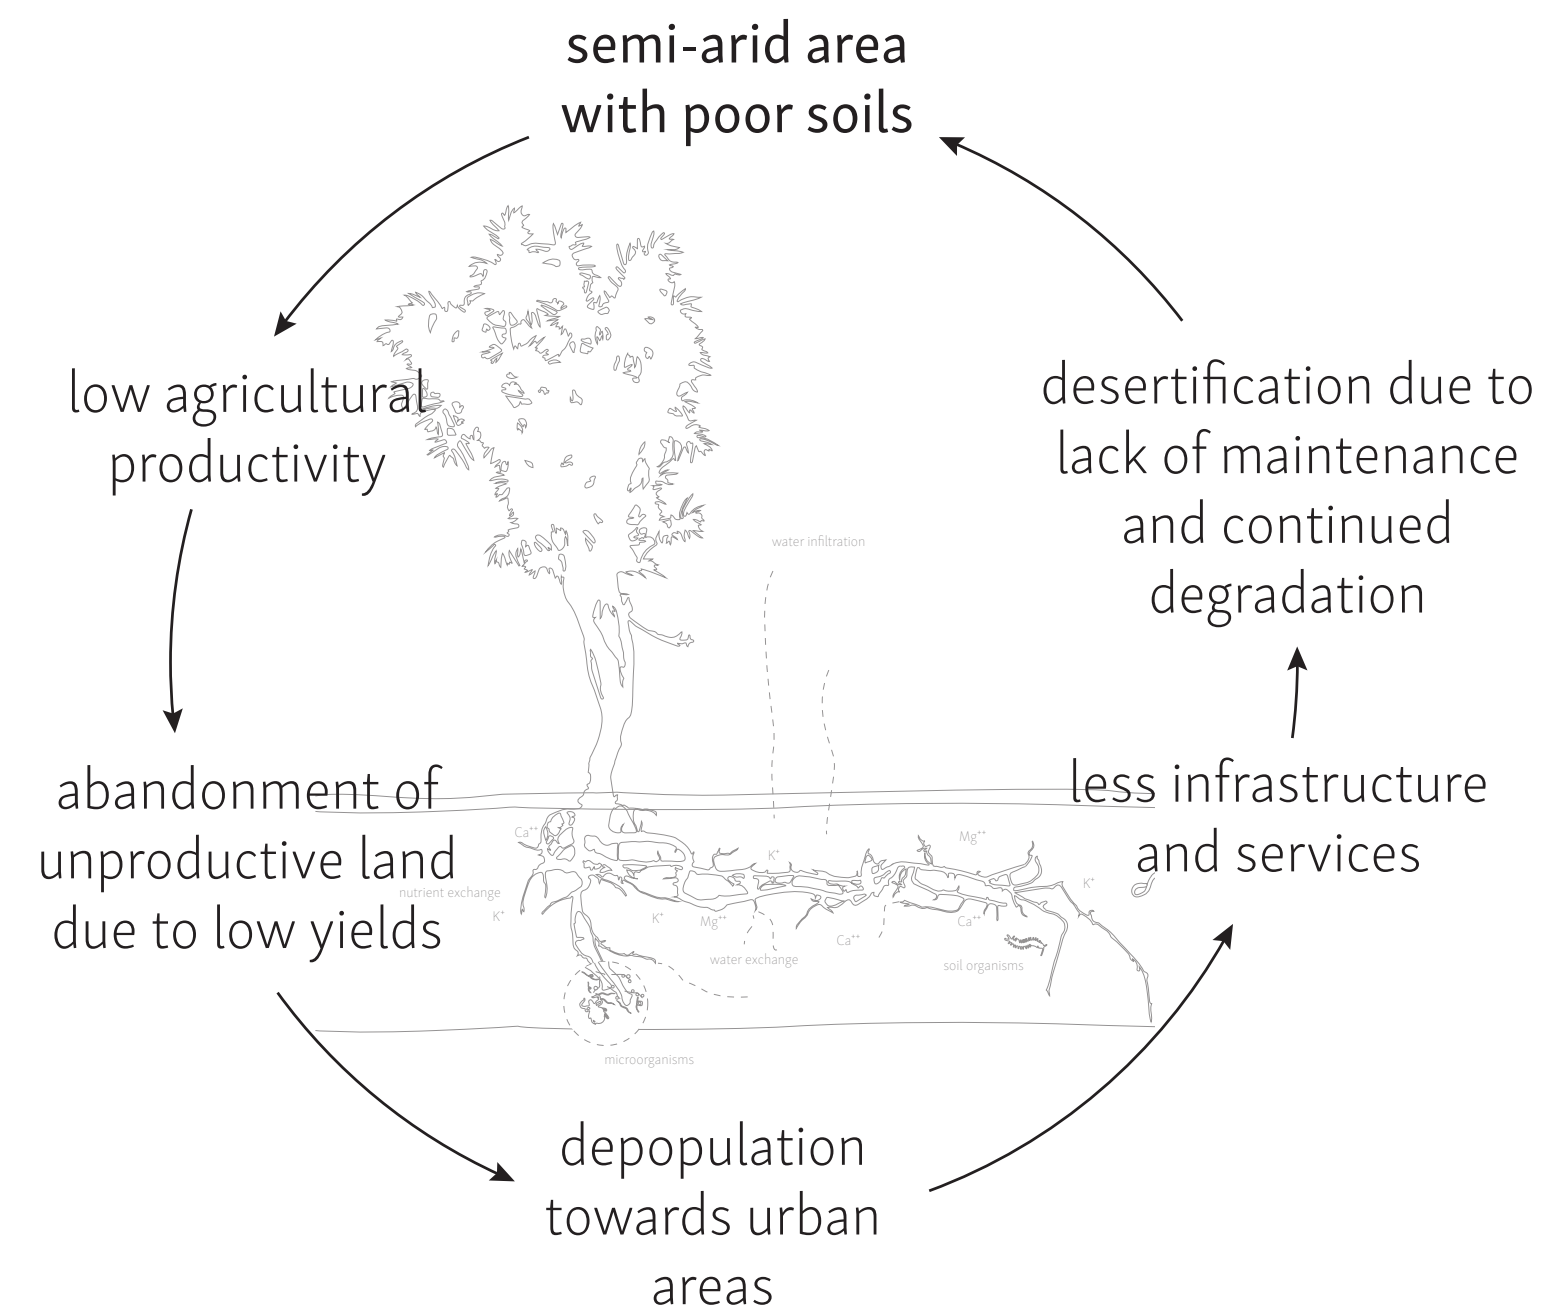 semi-arid area
with poor soils
low agricultural
productivity
abandonment of
unproductive land
due to low yields
depopulation
towards urban
areas
less infrastructure
and services
desertification due to
lack of maintenance
and continued
degradation
water infiltration
Ca++
nutrient exchange
K+
K+
Mg++
K+
water exchange
Ca++
Mg++
Ca++
soil organisms
K+
microorganisms